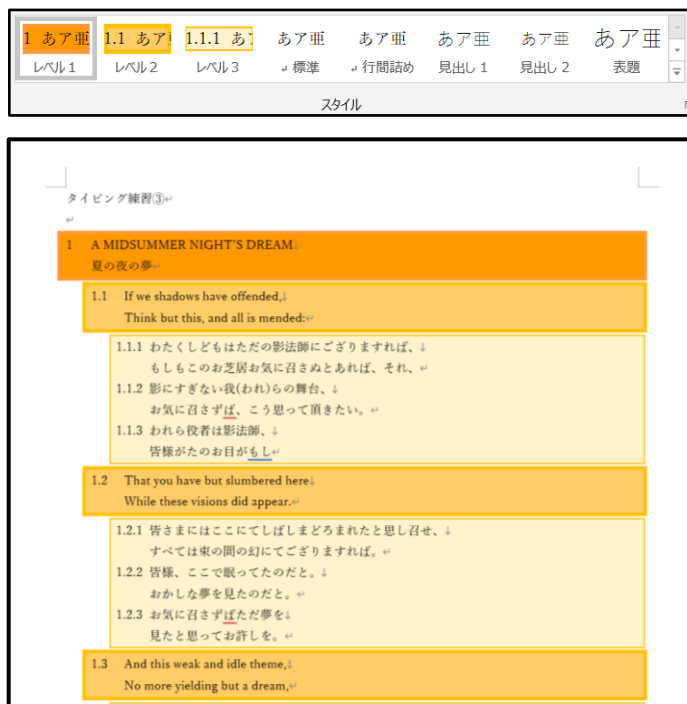 1 あア亜 1.1 あア 1.1.1 あ あア亜 あア亜 あア亜 あア亜 あア亜
レベル 1 レベル 2 レベル 3 ↲標準 ↲行間詰め 見出し 1 見出し 2 表題
スタイル
タイピング練習③↵
↵
1 A MIDSUMMER NIGHT'S DREAM↓
夏の夜の夢↵
1.1 If we shadows have offended,↓
Think but this, and all is mended:↵
1.1.1 わたくしどもはただの影法師にござりますれば、↓
もしもこのお芝居お気に召さぬとあれば、それ、↵
1.1.2 影にすぎない我(われ)らの舞台、↓
お気に召さずば、こう思って頂きたい。↵
1.1.3 われら役者は影法師、↓
皆様がたのお目がもし↵
1.2 That you have but slumbered here↓
While these visions did appear.↵
1.2.1 皆さまにはここにてしばしまどろまれたと思し召せ、↓
すべては束の間の幻にてござりますれば。↵
1.2.2 皆様、ここで眠ってたのだと。↓
おかしな夢を見たのだと。↵
1.2.3 お気に召さずばただ夢を↓
見たと思ってお許しを。↵
1.3 And this weak and idle theme,↓
No more yielding but a dream,↵